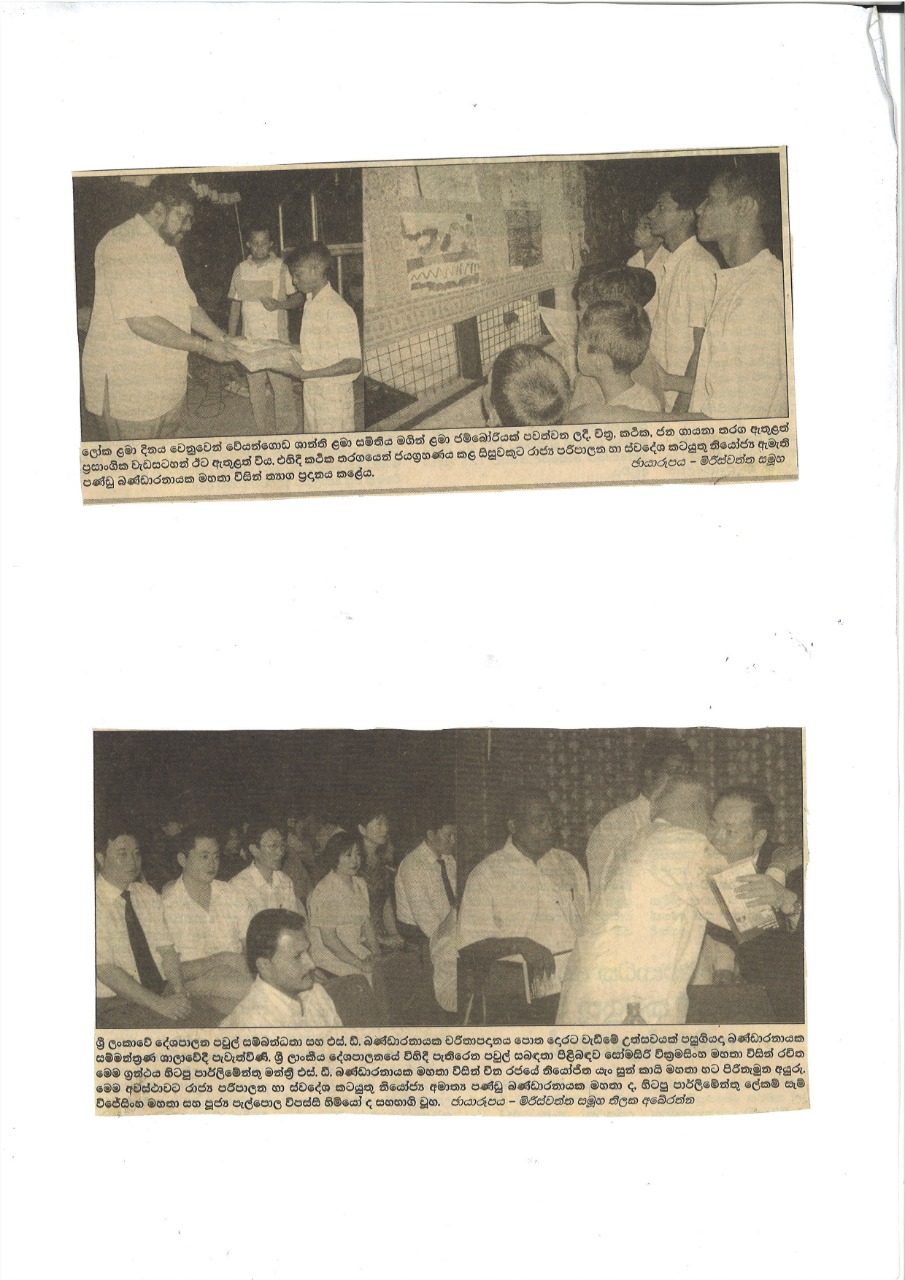 ලෝක ළමා දිනය වෙනුවෙන් වේයන්ගොඩ ශාන්ති ළමා සමිතිය මගින් ළමා ජම්බෝරියක් පවත්වන ලදී. චිත්‍ර, කථික, ජන ගායනා තරග ඇතුළත්
ප්‍රාසංගික වැඩසටහන් ඊට ඇතුළත් විය. එහිදී කථික තරගයෙන් ජයග්‍රහණය කළ සිසුවකුට රාජ්‍ය පරිපාලන හා ස්වදේශ කටයුතු නියෝජ්‍ය ඇමැති
පණ්ඩු බණ්ඩාරනායක මහතා විසින් ත්‍යාග ප්‍රදානය කළේය. ඡායාරූපය – මිරිස්වත්ත සමූහ
ශ්‍රී ලංකාවේ දේශපාලන පවුල් සම්බන්ධතා සහ එස්. ඩී. බණ්ඩාරනායක චරිතාපදානය පොත දොරට වැඩීමේ උත්සවයක් පසුගියදා බණ්ඩාරනායක
සම්මන්ත්‍රණ ශාලාවේදී පැවැත්විණි. ශ්‍රී ලාංකීය දේශපාලනයේ විහිදී පැතිරෙන පවුල් සබඳතා පිළිබඳව සෝමසිරි වික්‍රමසිංහ මහතා විසින් රචිත
මෙම ග්‍රන්ථය හිටපු පාර්ලිමේන්තු මන්ත්‍රී එස්. ඩී. බණ්ඩාරනායක මහතා විසින් චීන රජයේ නියෝජිත යැං සුන් කායි මහතා හට පිරිනැමූ අයුරු.
මෙම අවස්ථාවට රාජ්‍ය පරිපාලන හා ස්වදේශ කටයුතු නියෝජ්‍ය අමාත්‍ය පණ්ඩු බණ්ඩාරනායක මහතා ද, හිටපු පාර්ලිමේන්තු ලේකම් සෑම්
විජේසිංහ මහතා සහ පූජ්‍ය පැල්පොල විපස්සී හිමියෝ ද සහභාගි වූහ. ඡායාරූපය – මිරිස්වත්ත සමූහ තිලක අබේරත්න